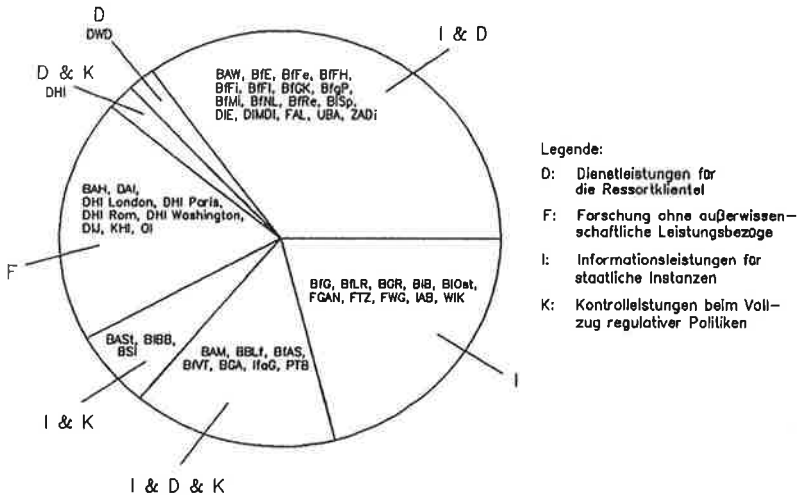 D
DWD
I & D
D & K
DHI
BAW, BfE, BfFe, BfFH,
BfFi, BfFl, BfGK, BfgP,
BfMi, BfNL, BfRe, BISp,
DIE, DIMDI, FAL, UBA, ZADi
BAH, DAI,
DHI London, DHI Paris,
DHI Rom, DHI Washington,
DIJ, KHI, OI
F
BfG, BfLR, BGR, BiB, BIOst,
FGAN, FTZ, FWG, IAB, WIK
I
BASt, BIBB,
BSI
I & K
BAM, BBLf, BfAS,
BfVT, BGA, IfaG, PTB
I & D & K
Legende:
D: Dienstleistungen für
die Ressortklientel
F: Forschung ohne außerwissen-
schaftliche Leistungsbezüge
I: Informationsleistungen für
staatliche Instanzen
K: Kontrolleistungen beim Voll-
zug regulativer Politiken